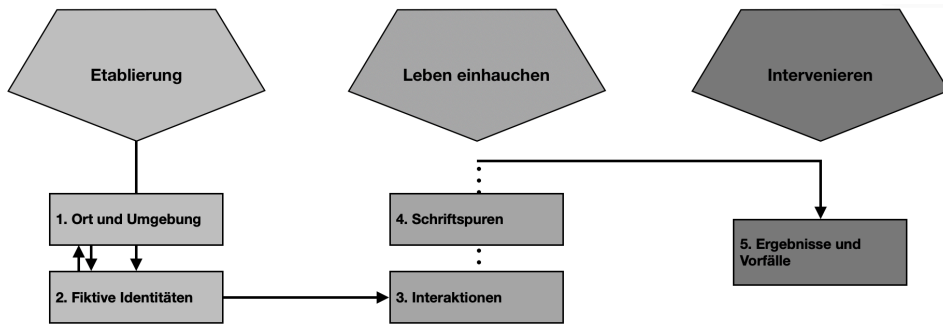 Etablierung
Leben einhauchen
Intervenieren
1. Ort und Umgebung
4. Schriftspuren
5. Ergebnisse und
Vorfälle
2. Fiktive Identitäten
3. Interaktionen